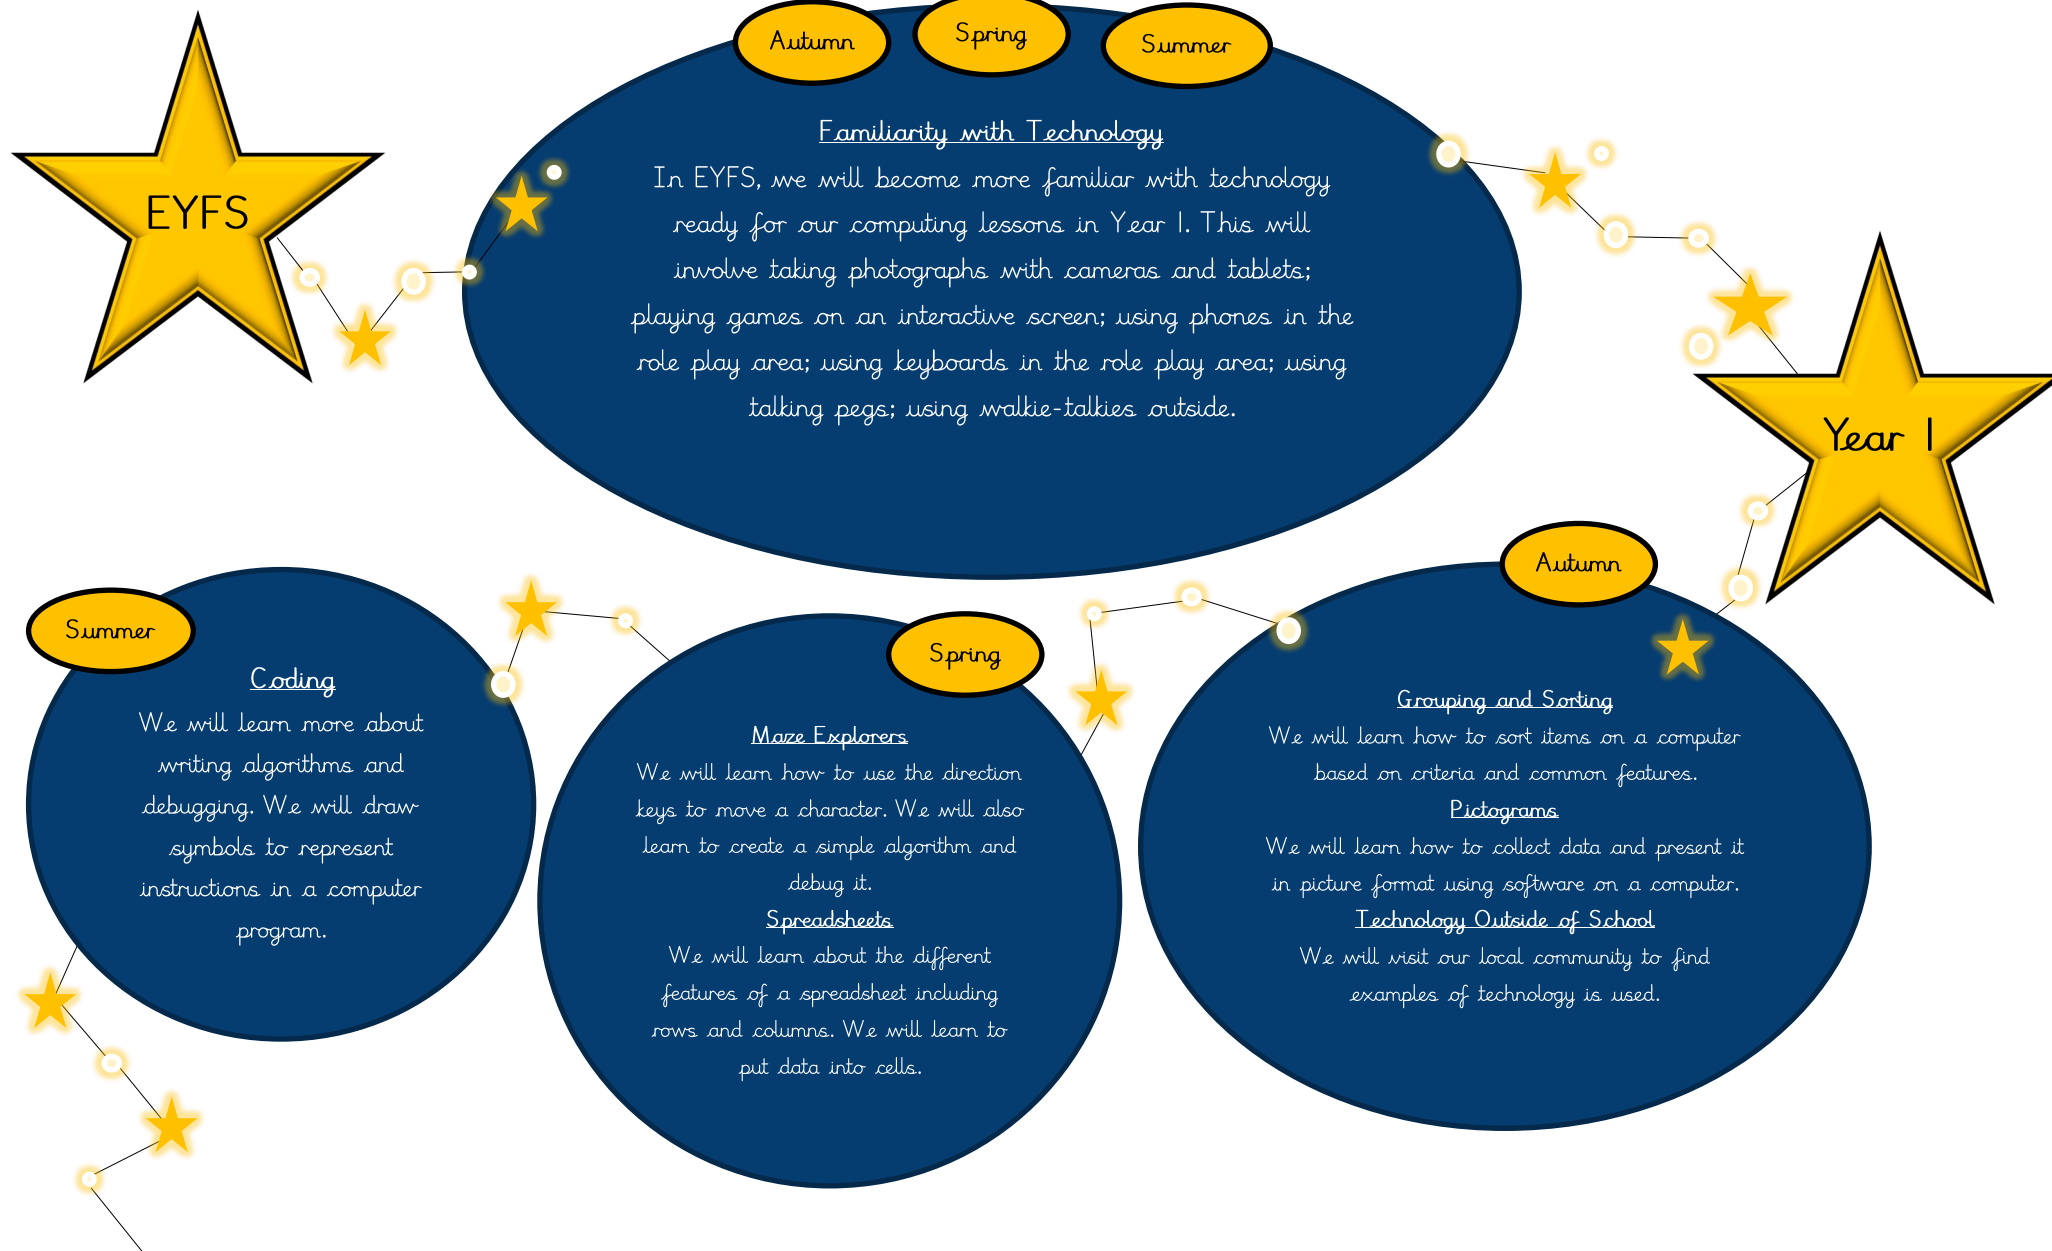 EYFS
Autumn
Spring
Summer
Familiarity with Technology
In EYFS, we will become more familiar with technology
ready for our computing lessons in Year 1. This will
involve taking photographs with cameras and tablets;
playing games on an interactive screen; using phones in the
role play area; using keyboards in the role play area; using
talking pegs; using walkie-talkies outside.
Year 1
Autumn
Grouping and Sorting
We will learn how to sort items on a computer
based on criteria and common features.
Pictograms
We will learn how to collect data and present it
in picture format using software on a computer.
Technology Outside of School
We will visit our local community to find
examples of technology is used.
Spring
Maze Explorers
We will learn how to use the direction
keys to move a character. We will also
learn to create a simple algorithm and
debug it.
Spreadsheets
We will learn about the different
features of a spreadsheet including
rows and columns. We will learn to
put data into cells.
Summer
Coding
We will learn more about
writing algorithms and
debugging. We will draw
symbols to represent
instructions in a computer
program.